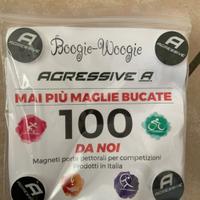 Boogie-Woogie
AGRESSIVE A
MAI PIÙ MAGLIE BUCATE
100
DA NOI
Magneti porta pettorali per competizioni
Prodotti in Italia